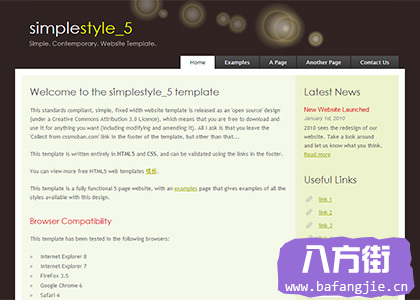 simplestyle_5
Simple. Contemporary. Website Template.
Home Examples A Page Another Page Contact Us
Welcome to the simplestyle_5 template
This standards compliant, simple, fixed width website template is released as an 'open source' design
(under a Creative Commons Attribution 3.0 Licence), which means that you are free to download and
use it for anything you want (including modifying and amending it). All I ask is that you leave the
'Collect from cssmoban.com' link in the footer of the template, but other than that...
This template is written entirely in HTML5 and CSS, and can be validated using the links in the footer.
You can view more free HTML5 web templates 模板.
This template is a fully functional 5 page website, with an examples page that gives examples of all the
styles available with this design.
Browser Compatibility
This template has been tested in the following browsers:
Internet Explorer 8
Internet Explorer 7
FireFox 3.5
Google Chrome 6
Safari 4
Latest News
New Website Launched
January 1st, 2010
2010 sees the redesign of our
website. Take a look around
and let us know what you think.
Read more
Useful Links
link 1
link 2
link 3
八方街
www.bafangjie.cn